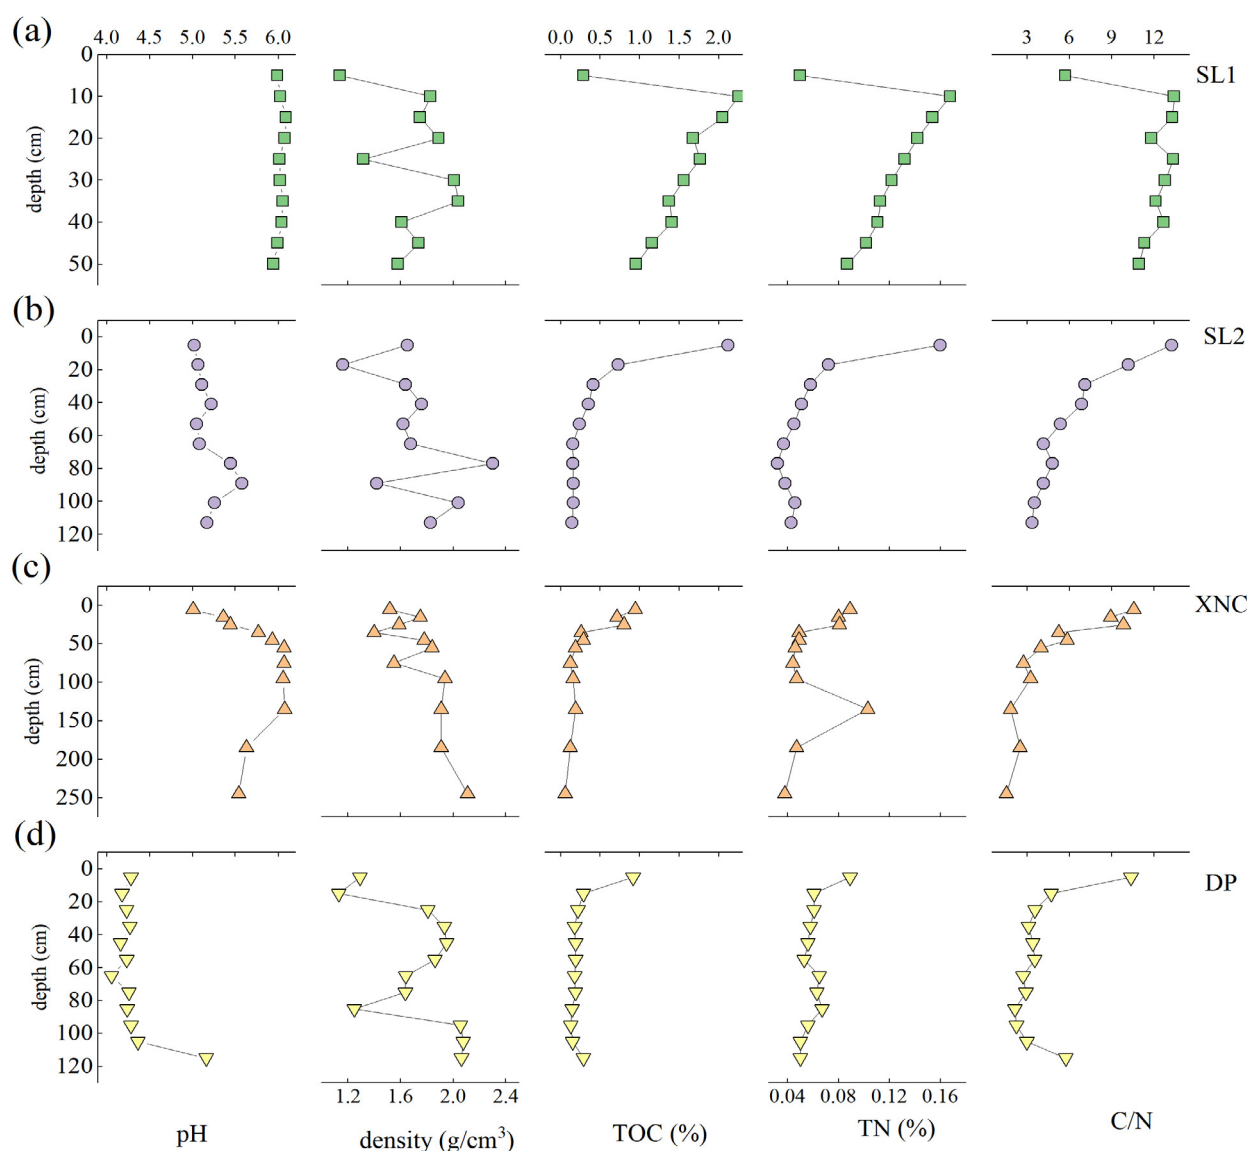 (a)
4.0 4.5 5.0 5.5 6.0
0.0 0.5 1.0 1.5 2.0
3 6 9 12
0
10
20
30
40
50
depth (cm)
SL1
(b)
0
20
40
60
80
100
120
depth (cm)
SL2
(c)
0
50
100
150
200
250
depth (cm)
XNC
(d)
0
20
40
60
80
100
120
depth (cm)
DP
1.2 1.6 2.0 2.4
0.04 0.08 0.12 0.16
pH
density (g/cm³)
TOC (%)
TN (%)
C/N